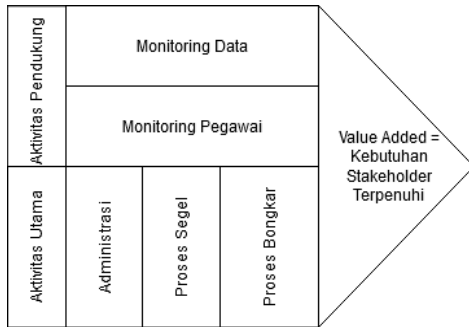 Aktivitas Pendukung
Monitoring Data
Monitoring Pegawai
Value Added =
Kebutuhan
Stakeholder
Terpenuhi
Aktivitas Utama
Administrasi
Proses Segel
Proses Bongkar